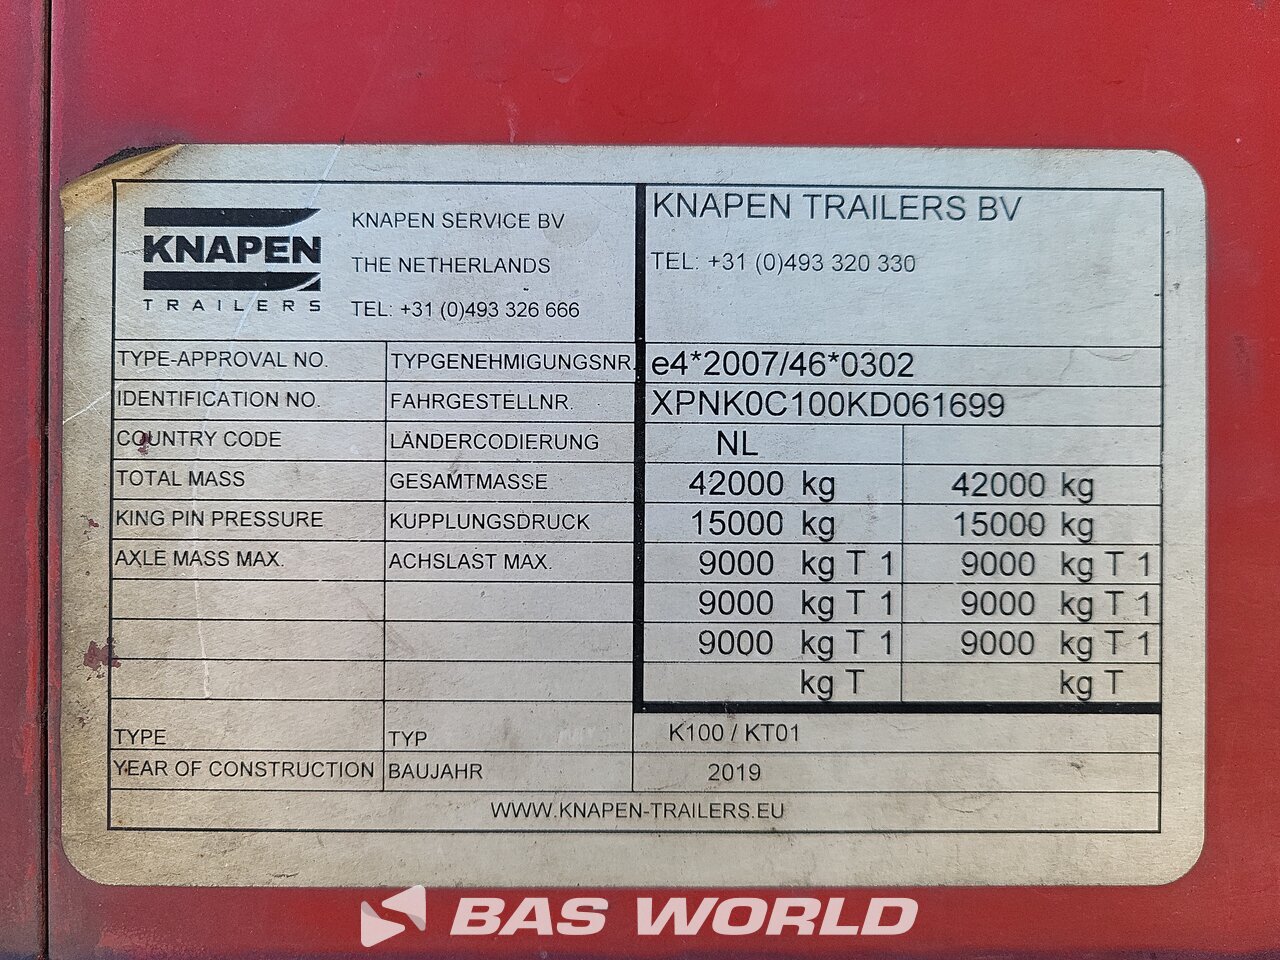 KNAPEN
TRAILERS
KNAPEN SERVICE BV
THE NETHERLANDS
TEL: +31 (0)493 326 666
KNAPEN TRAILERS BV
TEL: +31 (0)493 320 330
TYPE-APPROVAL NO. TYPGENEHMIGUNGSNR. e4*2007/46*0302
IDENTIFICATION NO. FAHRGESTELLNR. XPNK0C100KD061699
COUNTRY CODE LÄNDERCODIERUNG NL
TOTAL MASS GESAMTMASSE 42000 kg 42000 kg
KING PIN PRESSURE KUPPLUNGSDRUCK 15000 kg 15000 kg
AXLE MASS MAX. ACHSLAST MAX. 9000 kg T 1 9000 kg T 1
9000 kg T 1 9000 kg T 1
9000 kg T 1 9000 kg T 1
kg T kg T
TYPE TYP K100 / KT01
YEAR OF CONSTRUCTION BAUJAHR 2019
WWW.KNAPEN-TRAILERS.EU
BAS WORLD